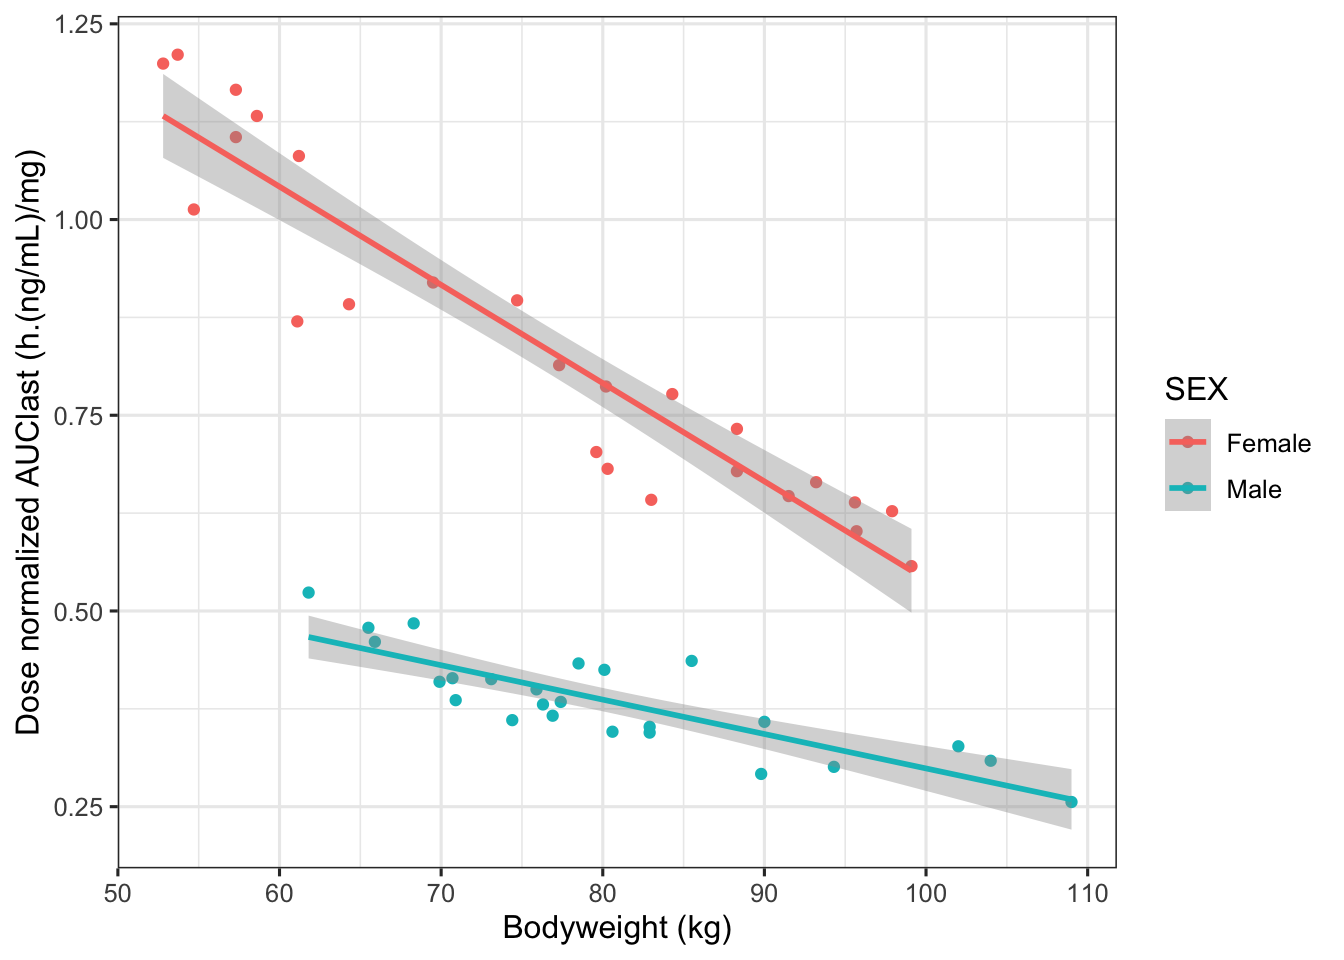 1.25
1.00
0.75
0.50
0.25
50 60 70 80 90 100 110
Bodyweight (kg)
Dose normalized AUClast (h.(ng/mL)/mg)
SEX
Female
Male